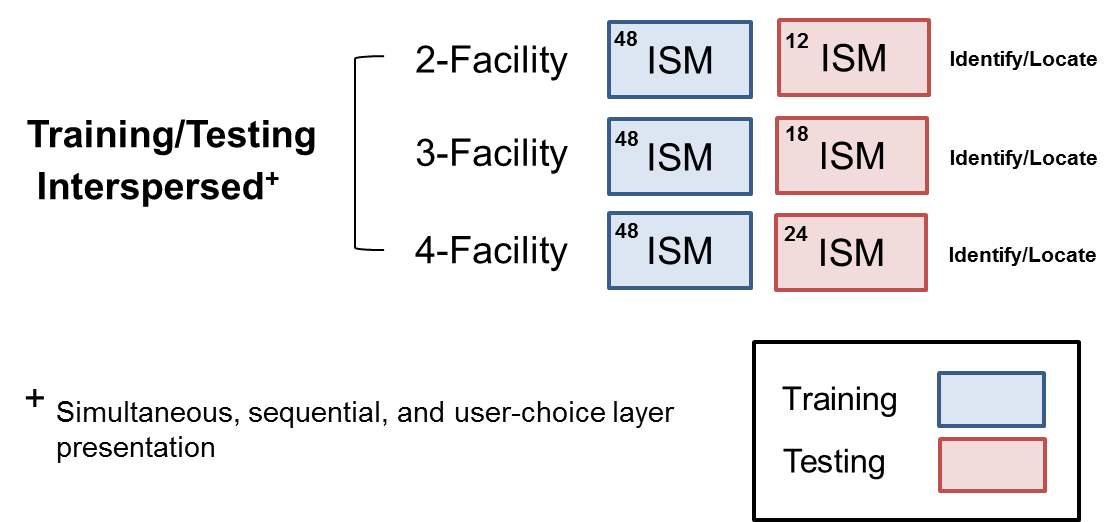 Training/Testing
Interspersed+
2-Facility
48 ISM
12 ISM
Identify/Locate
3-Facility
48 ISM
18 ISM
Identify/Locate
4-Facility
48 ISM
24 ISM
Identify/Locate
+ Simultaneous, sequential, and user-choice layer
presentation
Training
Testing